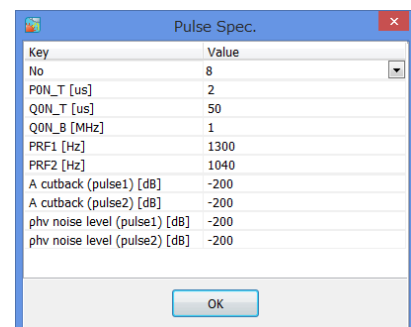 Pulse Spec.
Key Value
No 8
P0N_T [us] 2
Q0N_T [us] 50
Q0N_B [MHz] 1
PRF1 [Hz] 1300
PRF2 [Hz] 1040
A cutback (pulse1) [dB] -200
A cutback (pulse2) [dB] -200
ρhv noise level (pulse1) [dB] -200
ρhv noise level (pulse2) [dB] -200
OK